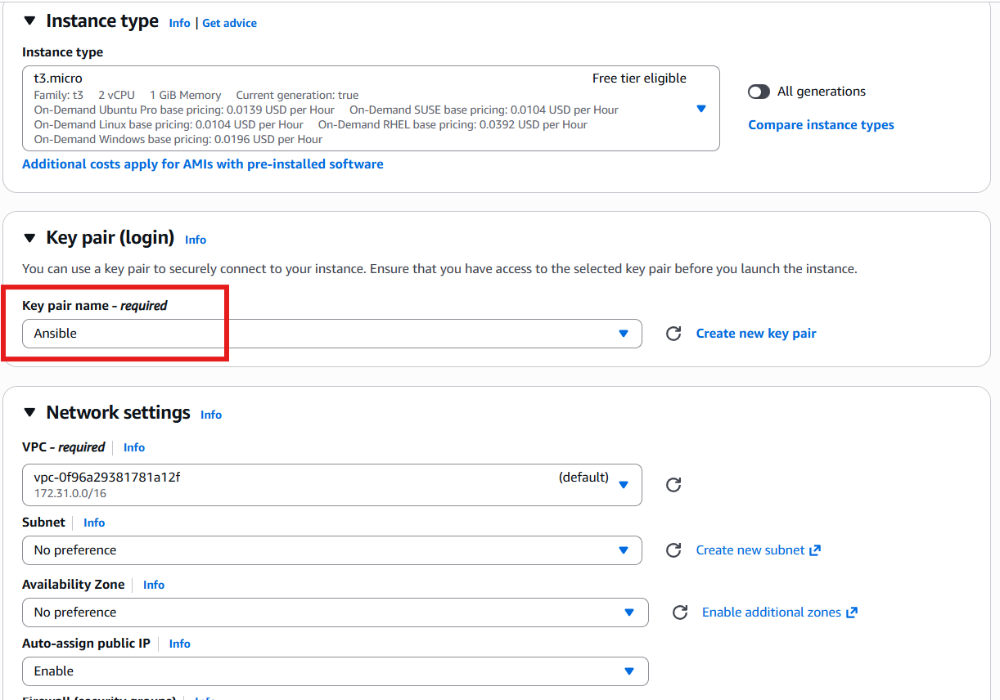 Instance type Info | Get advice
Instance type
t3.micro Free tier eligible
Family: t3 2 vCPU 1 GiB Memory Current generation: true
On-Demand Ubuntu Pro base pricing: 0.0139 USD per Hour On-Demand SUSE base pricing: 0.0104 USD per Hour
On-Demand Linux base pricing: 0.0104 USD per Hour On-Demand RHEL base pricing: 0.0392 USD per Hour
On-Demand Windows base pricing: 0.0196 USD per Hour
All generations
Compare instance types
Additional costs apply for AMIs with pre-installed software
Key pair (login) Info
You can use a key pair to securely connect to your instance. Ensure that you have access to the selected key pair before you launch the instance.
Key pair name - required
Ansible
Create new key pair
Network settings Info
VPC - required Info
vpc-0f96a29381781a12f (default)
172.31.0.0/16
Subnet Info
No preference
Create new subnet
Availability Zone Info
No preference
Enable additional zones
Auto-assign public IP Info
Enable
Firewall (security groups) Info